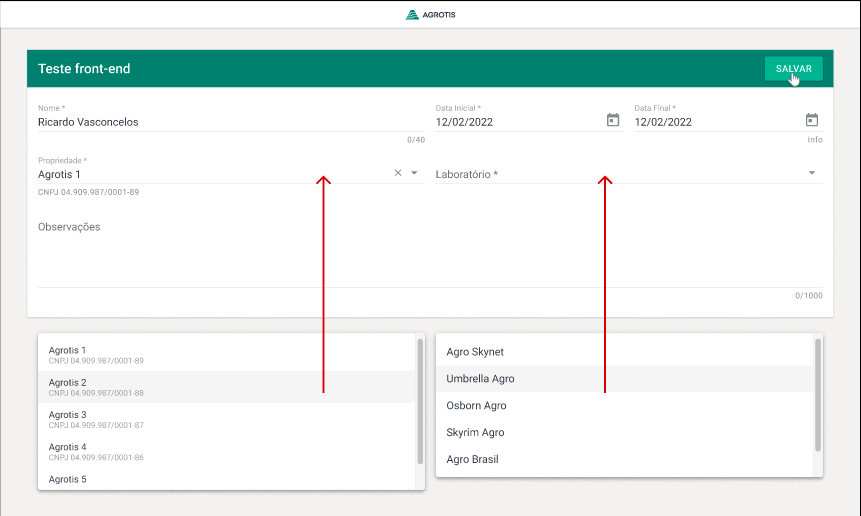 AGROTIS
Teste front-end
SALVAR
Nome *
Ricardo Vasconcelos
0/40
Data Inicial *
12/02/2022
Data Final *
12/02/2022
Info
Propriedade *
Agrotis 1
CNPJ 04.909.987/0001-89
Laboratório *
Observações
0/1000
Agrotis 1
CNPJ 04.909.987/0001-89
Agrotis 2
CNPJ 04.909.987/0001-88
Agrotis 3
CNPJ 04.909.987/0001-87
Agrotis 4
CNPJ 04.909.987/0001-86
Agrotis 5
Agro Skynet
Umbrella Agro
Osborn Agro
Skyrim Agro
Agro Brasil